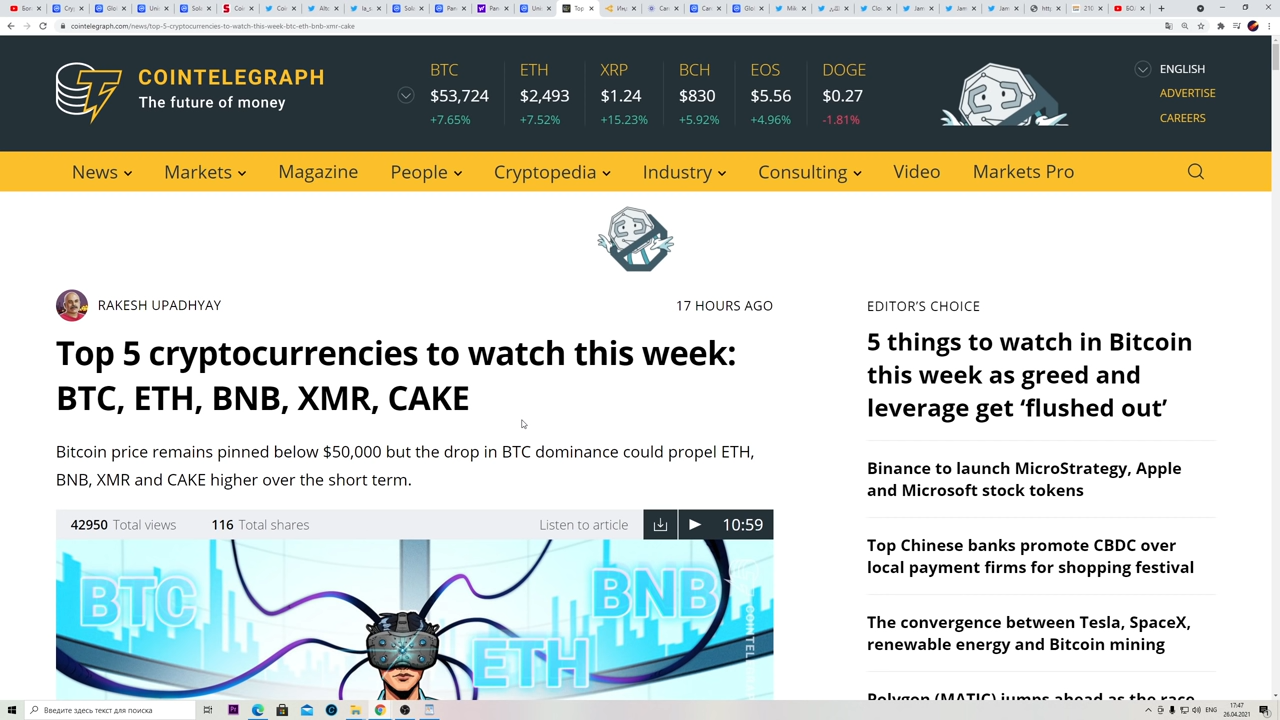 cointelegraph.com/news/top-5-cryptocurrencies-to-watch-this-week-btc-eth-bnb-xmr-cake
COINTELEGRAPH
The future of money
BTC
$53,724
+7.65%
ETH
$2,493
+7.52%
XRP
$1.24
+15.23%
BCH
$830
+5.92%
EOS
$5.56
+4.96%
DOGE
$0.27
-1.81%
ENGLISH
ADVERTISE
CAREERS
News Markets Magazine People Cryptopedia Industry Consulting Video Markets Pro
RAKESH UPADHYAY
17 HOURS AGO
Top 5 cryptocurrencies to watch this week:
BTC, ETH, BNB, XMR, CAKE
Bitcoin price remains pinned below $50,000 but the drop in BTC dominance could propel ETH,
BNB, XMR and CAKE higher over the short term.
42950 Total views 116 Total shares Listen to article 10:59
BTC
BNB
ETH
EDITOR'S CHOICE
5 things to watch in Bitcoin
this week as greed and
leverage get ‘flushed out’
Binance to launch MicroStrategy, Apple
and Microsoft stock tokens
Top Chinese banks promote CBDC over
local payment firms for shopping festival
The convergence between Tesla, SpaceX,
renewable energy and Bitcoin mining
Polygon (MATIC) jumps ahead as the race
Введите здесь текст для поиска
ENG
17:47
26.04.2021